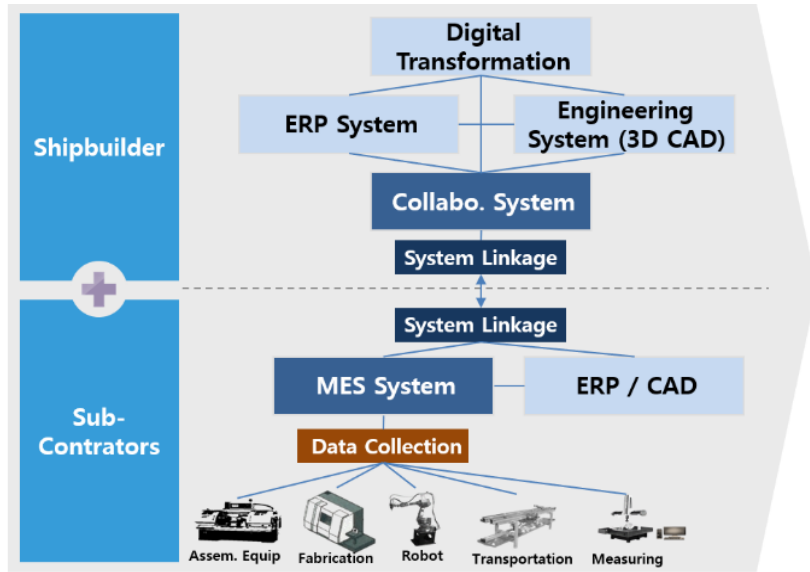 Digital
Transformation
ERP System
Engineering
System (3D CAD)
Shipbuilder
Collabo. System
System Linkage
System Linkage
MES System
ERP / CAD
Sub-
Contrators
Data Collection
Assem. Equip
Fabrication
Robot
Transportation
Measuring